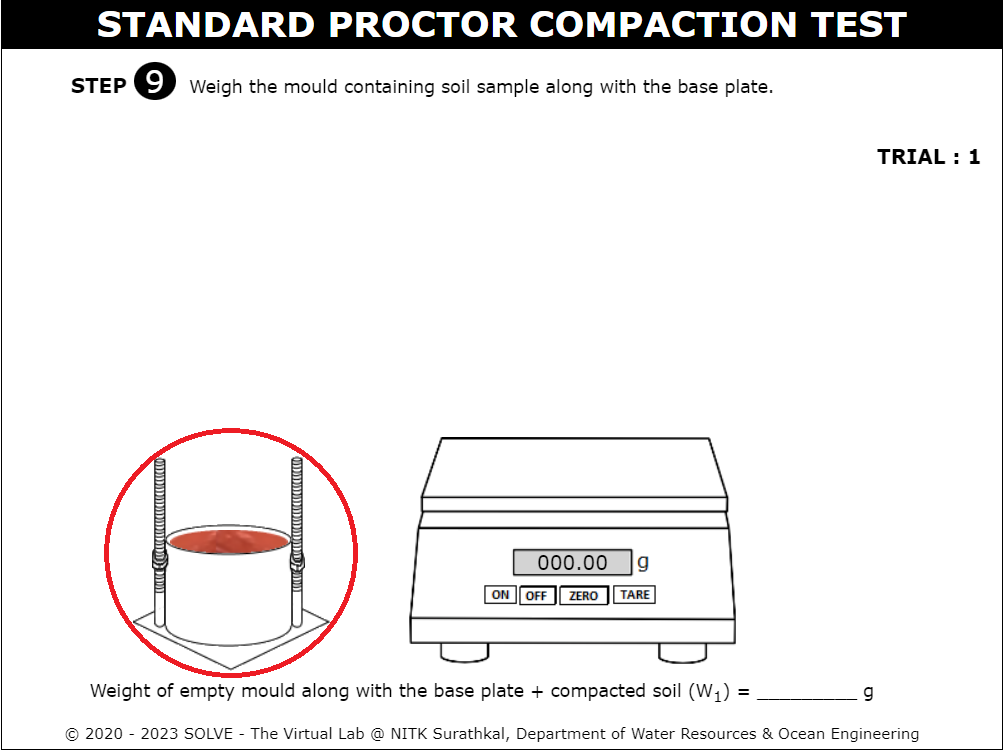 STANDARD PROCTOR COMPACTION TEST
STEP 9 Weigh the mould containing soil sample along with the base plate.
TRIAL : 1
000.00 g
ON OFF ZERO TARE
Weight of empty mould along with the base plate + compacted soil (W₁) = _________ g
© 2020 - 2023 SOLVE - The Virtual Lab @ NITK Surathkal, Department of Water Resources & Ocean Engineering